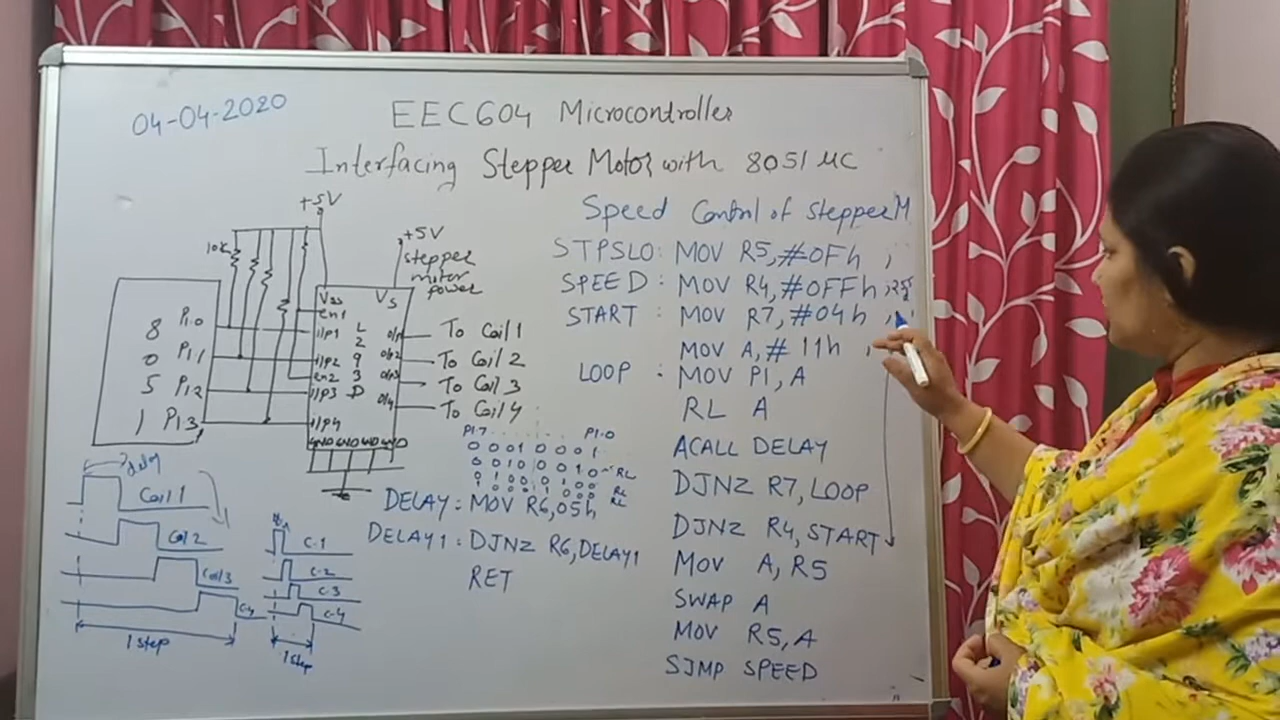 04-04-2020
EEC604 Microcontroller
Interfacing Stepper Motor with 8051 MC
Speed Control of Stepper M
STPSLO: MOV R5, #0Fh ;
SPEED : MOV R4, #0FFh ;
START : MOV R7, #04h ;
MOV A, # 11h ;
LOOP : MOV P1, A
RL A
ACALL DELAY
DJNZ R7, LOOP
DJNZ R4, START
MOV A, R5
SWAP A
MOV R5, A
SJMP SPEED
+5V
10K
+5V
stepper
motor
power
Vss
Vs
en1
8
0
5
1
P1.0
P1.1
P1.2
P1.3
i/p1
i/p2
en2
i/p3
i/p4
L
2
9
3
D
o/p1
o/p2
o/p3
o/p4
GND GND GND GND
To Coil 1
To Coil 2
To Coil 3
To Coil 4
P1.7 P1.0
0 0 0 1 0 0 0 1
0 0 1 0 0 0 1 0 RL
RL
RL
DELAY : MOV R6, 05h
DELAY1 : DJNZ R6, DELAY1
RET
Coil 1
Coil 2
Coil 3
C-4
1 step
C-1
C-2
C-3
C-4
1 step